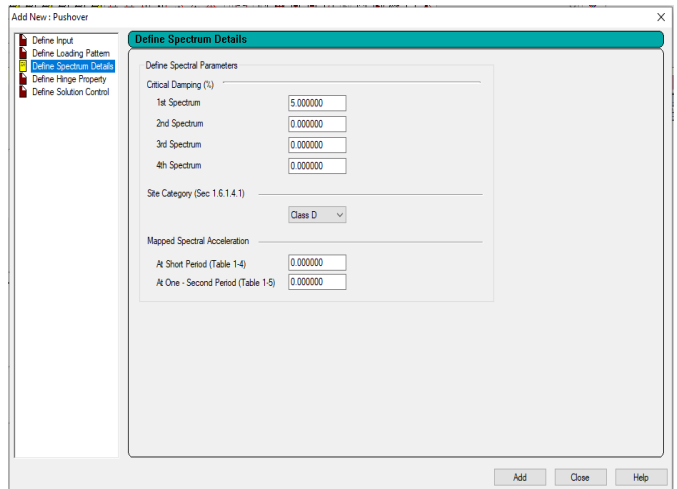 Add New : Pushover
Define Input
Define Loading Pattern
Define Spectrum Details
Define Hinge Property
Define Solution Control
Define Spectrum Details
Define Spectral Parameters
Critical Damping (%)
1st Spectrum 5.000000
2nd Spectrum 0.000000
3rd Spectrum 0.000000
4th Spectrum 0.000000
Site Category (Sec 1.6.1.4.1)
Class D
Mapped Spectral Acceleration
At Short Period (Table 1-4) 0.000000
At One - Second Period (Table 1-5) 0.000000
Add Close Help